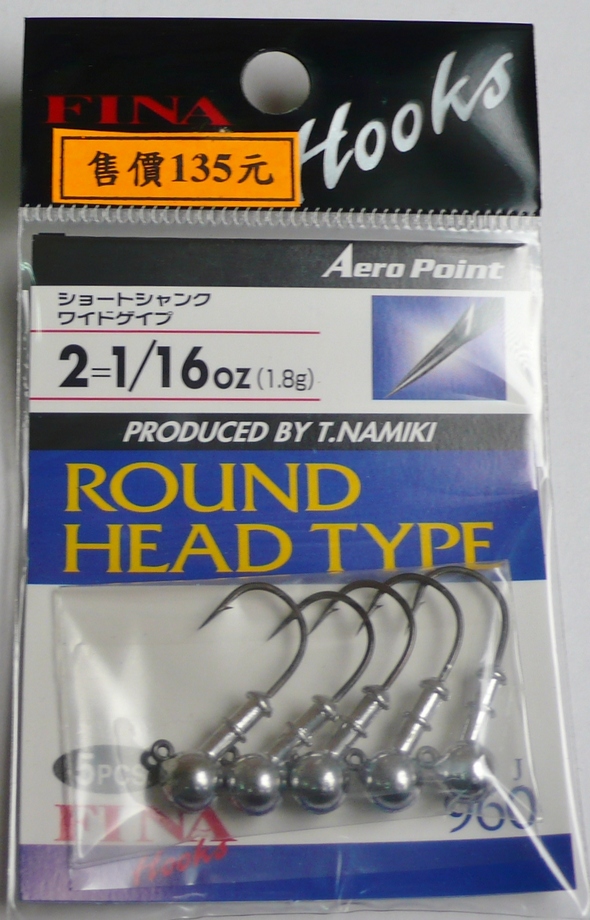 FINA
Hooks
售價135元
Aero Point
ショートシャンク
ワイドゲイプ
2=1/16oz(1.8g)
PRODUCED BY T.NAMIKI
ROUND
HEAD TYPE
5PCS
J
960
FINA
Hooks